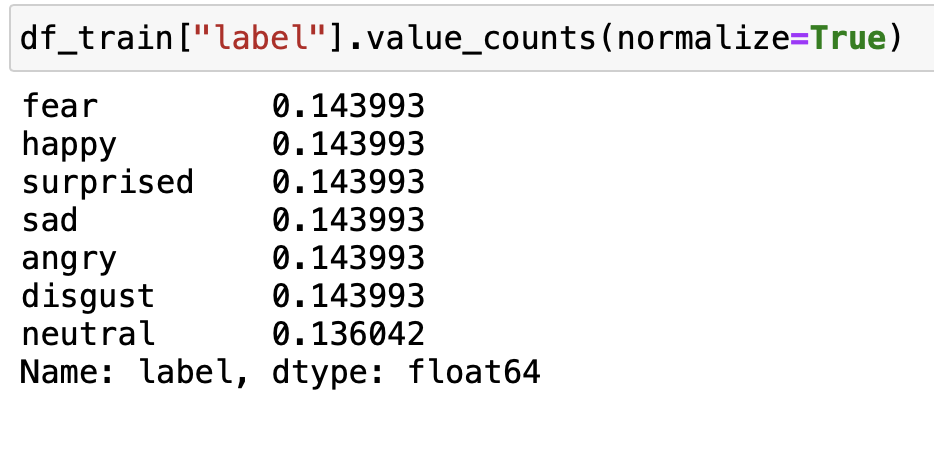 df_train["label"].value_counts(normalize=True)
fear 0.143993
happy 0.143993
surprised 0.143993
sad 0.143993
angry 0.143993
disgust 0.143993
neutral 0.136042
Name: label, dtype: float64